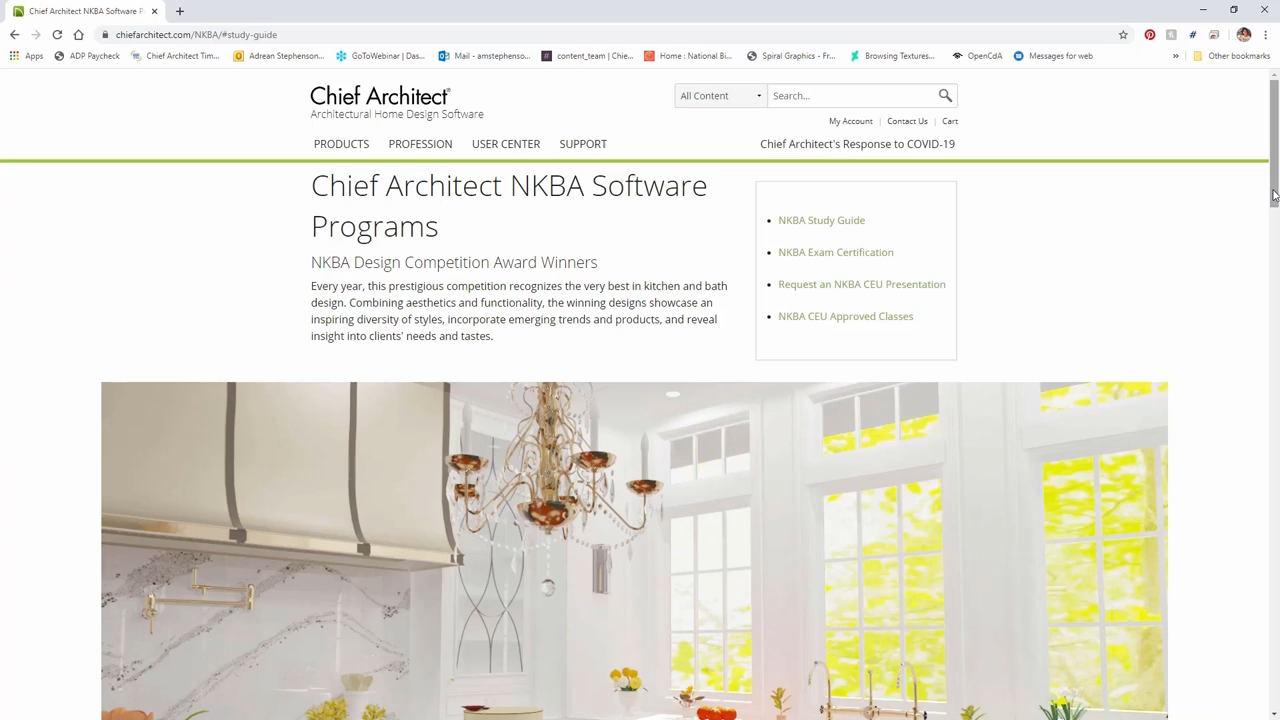 Chief Architect NKBA Software P
chiefarchitect.com/NKBA/#study-guide
Apps
ADP Paycheck
Chief Architect Tim...
Adrean Stephenson...
GoToWebinar | Das...
Mail - amstephenso...
content_team | Chie...
Home : National Bi...
Spiral Graphics - Fr...
Browsing Textures...
OpenCdA
Messages for web
»
Other bookmarks
Chief Architect®
Architectural Home Design Software
All Content
Search...
My Account | Contact Us | Cart
PRODUCTS PROFESSION USER CENTER SUPPORT
Chief Architect's Response to COVID-19
Chief Architect NKBA Software
Programs
NKBA Design Competition Award Winners
Every year, this prestigious competition recognizes the very best in kitchen and bath
design. Combining aesthetics and functionality, the winning designs showcase an
inspiring diversity of styles, incorporate emerging trends and products, and reveal
insight into clients' needs and tastes.
• NKBA Study Guide
• NKBA Exam Certification
• Request an NKBA CEU Presentation
• NKBA CEU Approved Classes